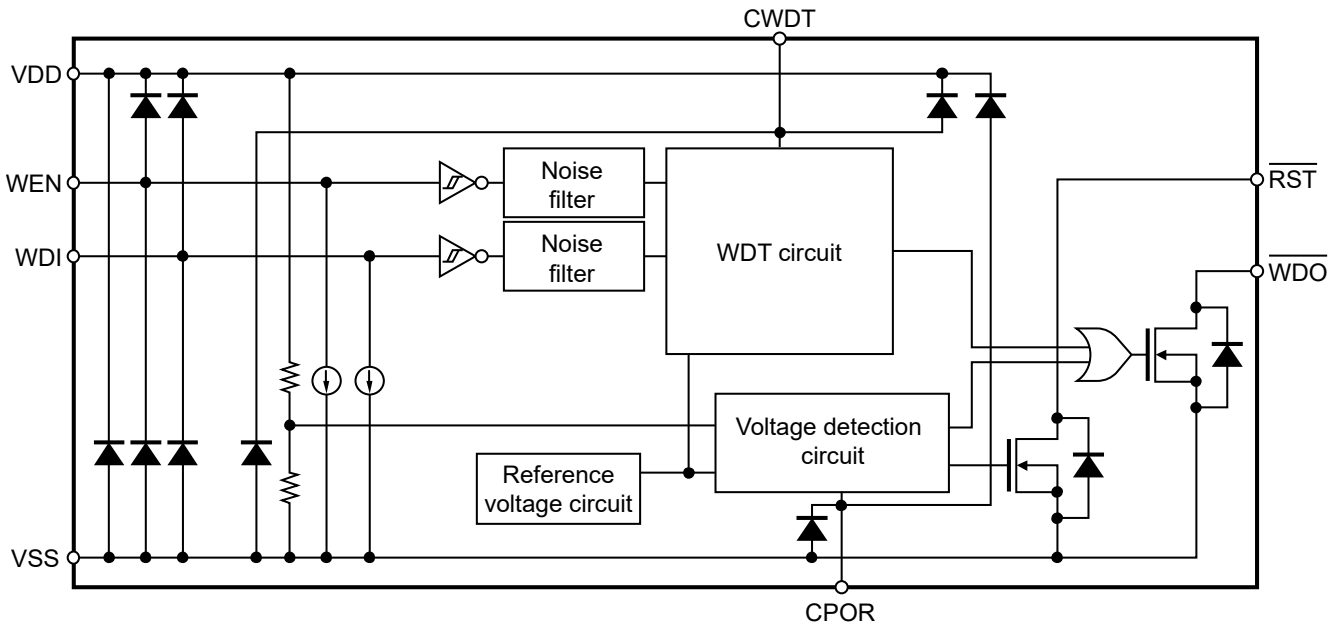 CWDT
VDD
WEN
Noise
filter
WDI
Noise
filter
WDT circuit
RST
WDO
Voltage detection
circuit
Reference
voltage circuit
VSS
CPOR